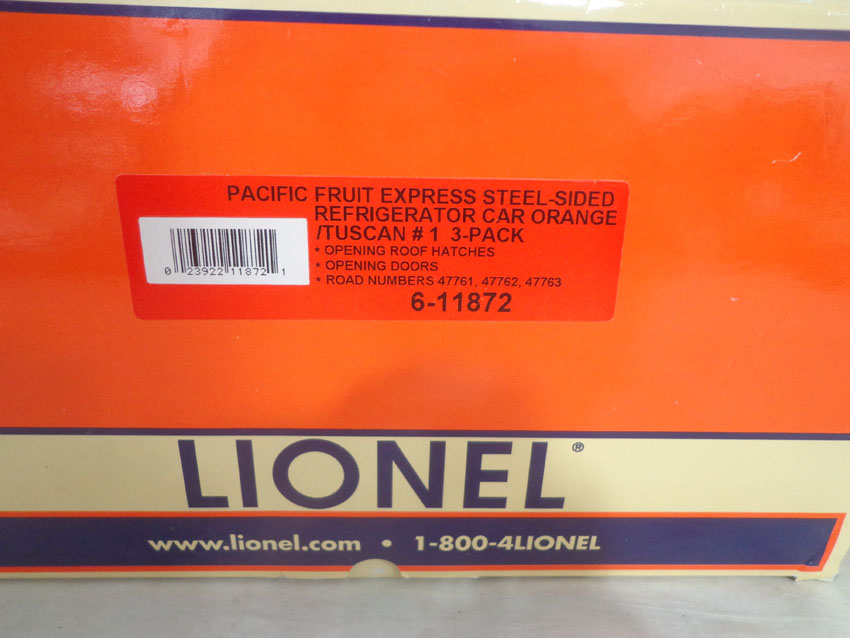 PACIFIC FRUIT EXPRESS STEEL-SIDED
REFRIGERATOR CAR ORANGE
/TUSCAN # 1 3-PACK
* OPENING ROOF HATCHES
* OPENING DOORS
* ROAD NUMBERS 47761, 47762, 47763
6-11872
0 23922 11872 1
LIONEL®
www.lionel.com • 1-800-4LIONEL